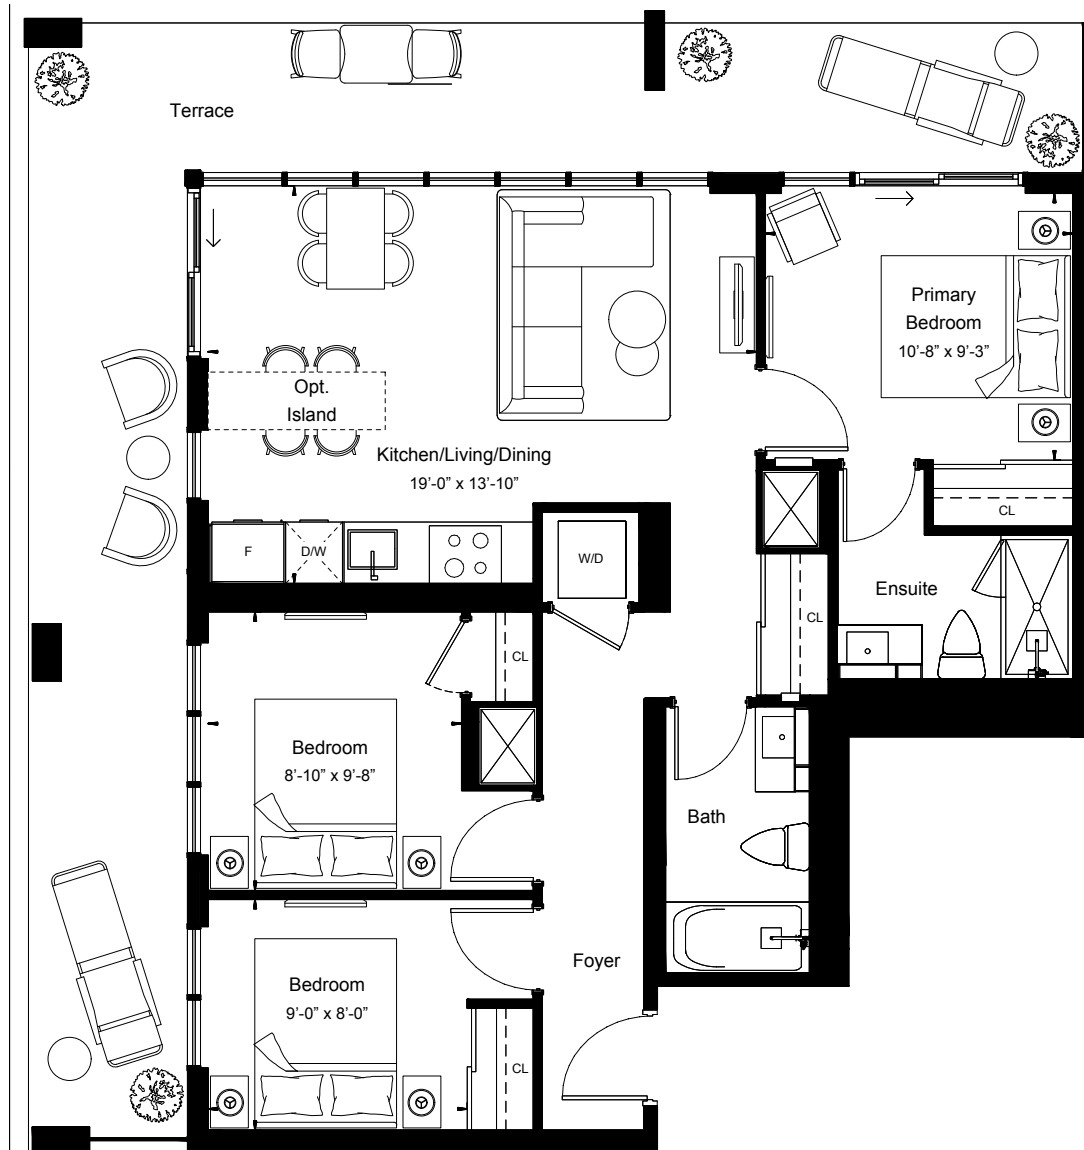 Terrace
Primary
Bedroom
10'-8” x 9'-3”
Opt.
Island
Kitchen/Living/Dining
19'-0” x 13'-10”
CL
F
D/W
W/D
Ensuite
CL
CL
Bedroom
8'-10” x 9'-8”
Bath
Foyer
Bedroom
9'-0” x 8'-0”
CL